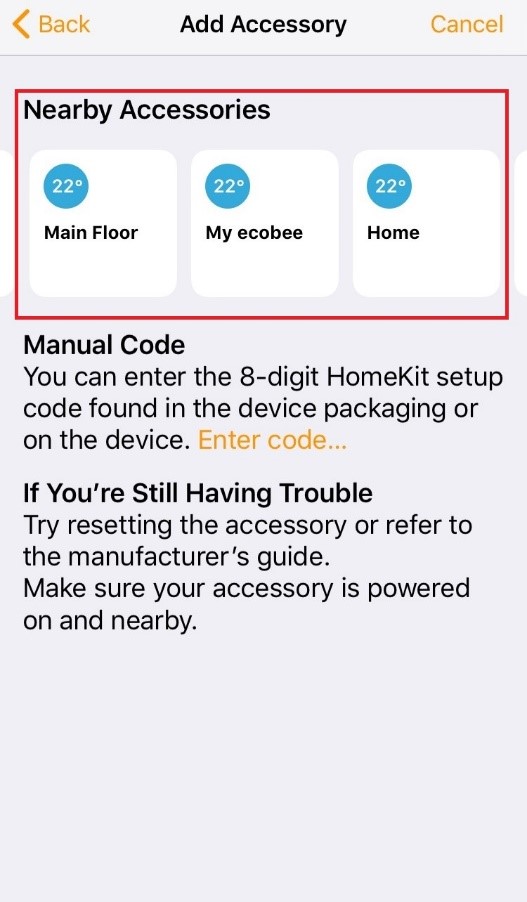 Back Add Accessory Cancel
Nearby Accessories
22° 22° 22°
Main Floor My ecobee Home
Manual Code
You can enter the 8-digit HomeKit setup
code found in the device packaging or
on the device. Enter code...
If You're Still Having Trouble
Try resetting the accessory or refer to
the manufacturer's guide.
Make sure your accessory is powered
on and nearby.